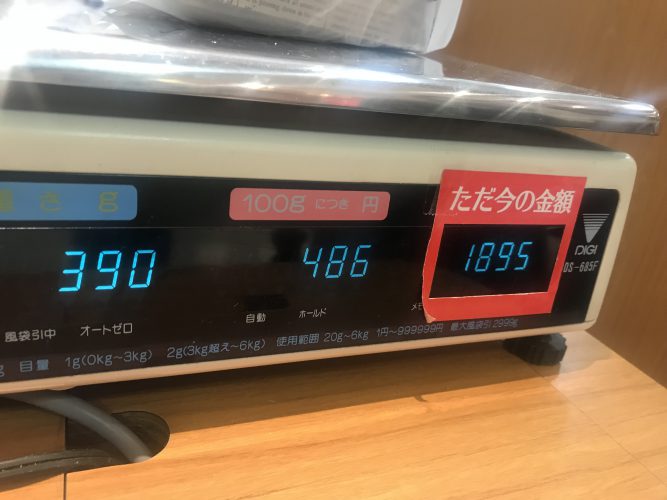 ただ今の金額
重さ g
100g につき 円
DIGI
DS-685F
390
486
1895
風袋引中 オートゼロ
自動 ホールド
g 目量 1g(0kg~3kg) 2g(3kg超え~6kg) 使用範囲 20g~6kg 1円~999999円 最大風袋引 2999g